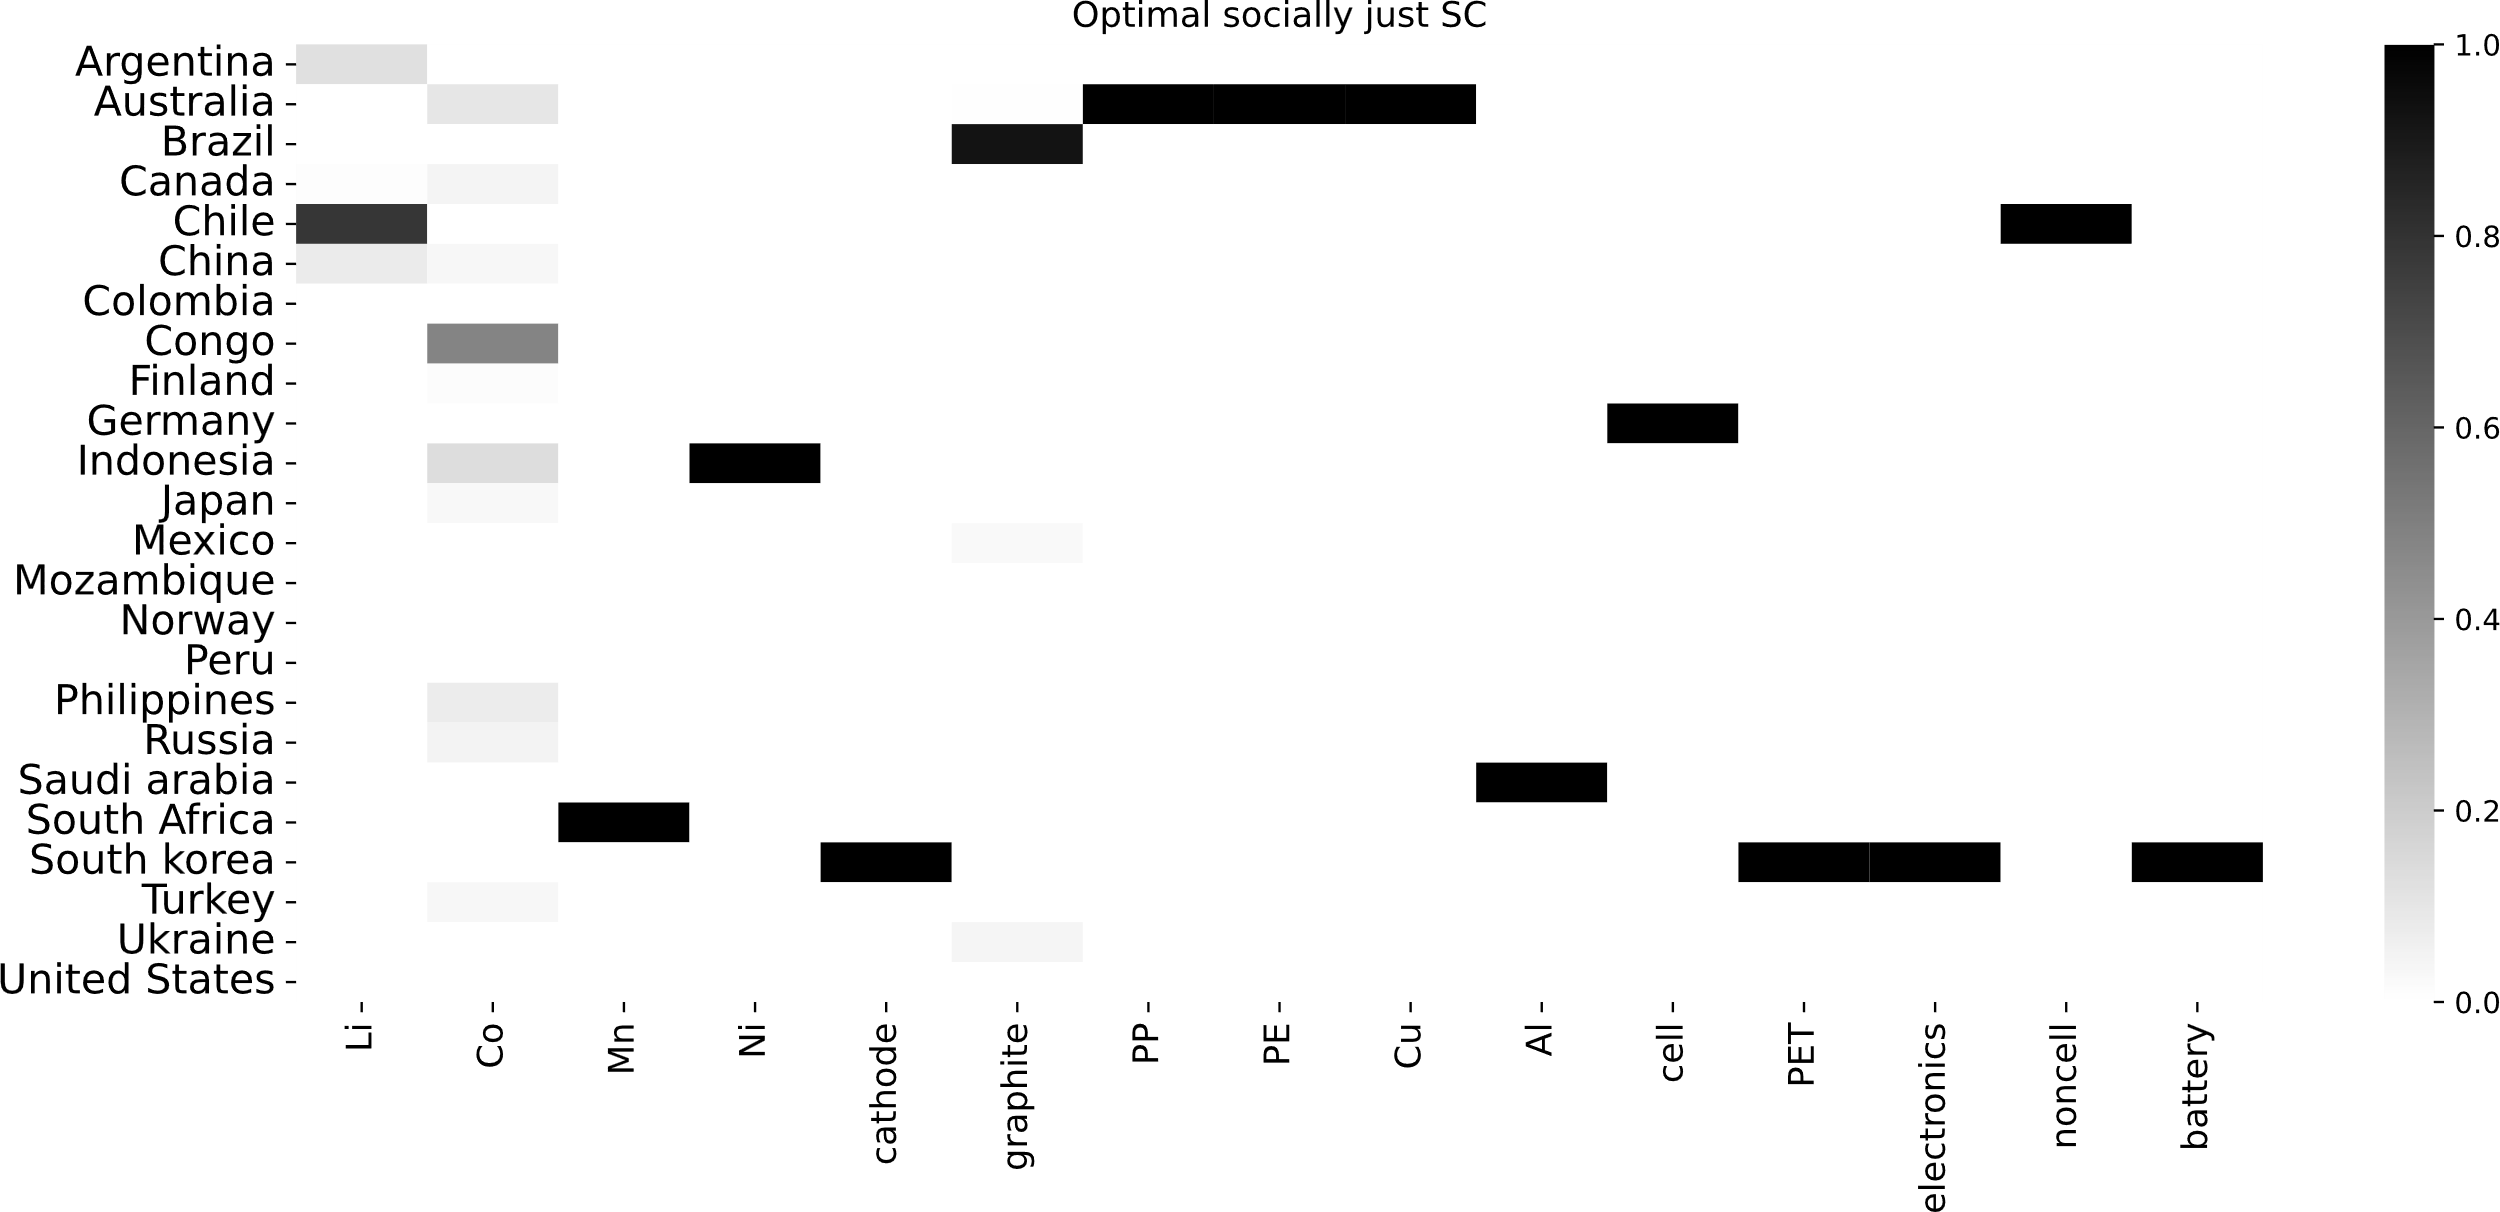 Optimal socially just SC
Argentina
Australia
Brazil
Canada
Chile
China
Colombia
Congo
Finland
Germany
Indonesia
Japan
Mexico
Mozambique
Norway
Peru
Philippines
Russia
Saudi arabia
South Africa
South korea
Turkey
Ukraine
United States
Li
Co
Mn
Ni
cathode
graphite
PP
PE
Cu
Al
cell
PET
electronics
noncell
battery
1.0
0.8
0.6
0.4
0.2
0.0